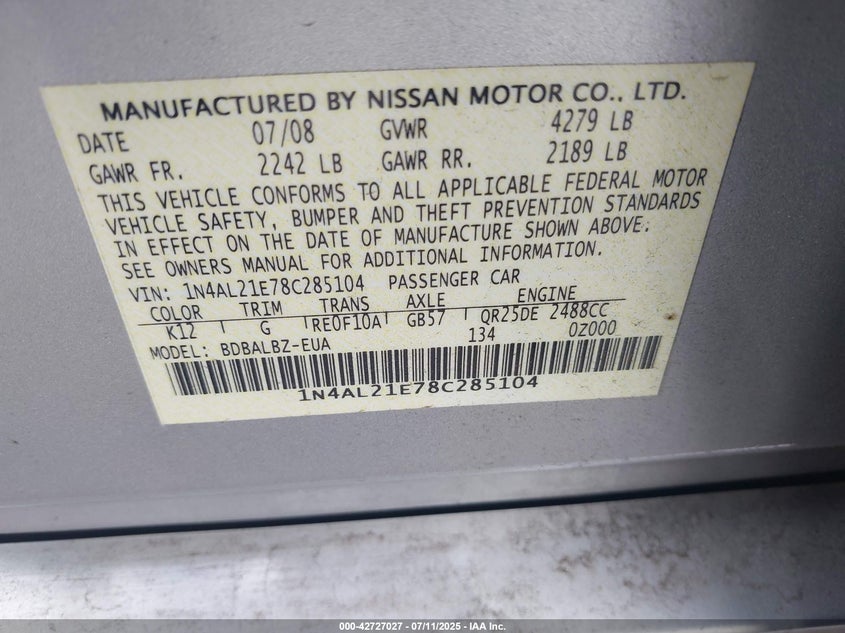 MANUFACTURED BY NISSAN MOTOR CO., LTD.
DATE 07/08 GVWR 4279 LB
GAWR FR. 2242 LB GAWR RR. 2189 LB
THIS VEHICLE CONFORMS TO ALL APPLICABLE FEDERAL MOTOR
VEHICLE SAFETY, BUMPER AND THEFT PREVENTION STANDARDS
IN EFFECT ON THE DATE OF MANUFACTURE SHOWN ABOVE.
SEE OWNERS MANUAL FOR ADDITIONAL INFORMATION.
VIN: 1N4AL21E78C285104 PASSENGER CAR
COLOR TRIM TRANS AXLE ENGINE
K12 G RE0F10A GB57 QR25DE 2488CC
134 0Z000
MODEL: BDBALBZ-EUA
1N4AL21E78C285104
000-42727027 - 07/11/2025 - IAA Inc.